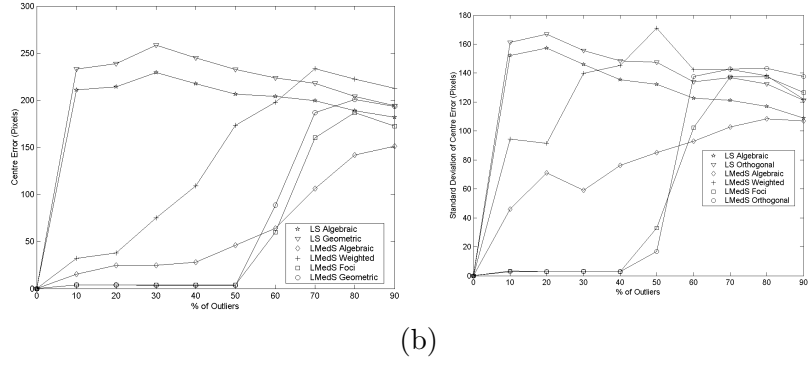 300
250
200
150
100
50
0
Centre Error (Pixels)
0 10 20 30 40 50 60 70 80 90
% of Outliers
LS Algebraic
LS Geometric
LMedS Algebraic
LMedS Weighted
LMedS Foci
LMedS Geometric
180
160
140
120
100
80
60
40
20
0
Standard Deviation of Centre Error (Pixels)
0 10 20 30 40 50 60 70 80 90
% of Outliers
LS Algebraic
LS Orthogonal
LMedS Algebraic
LMedS Weighted
LMedS Foci
LMedS Orthogonal
(b)